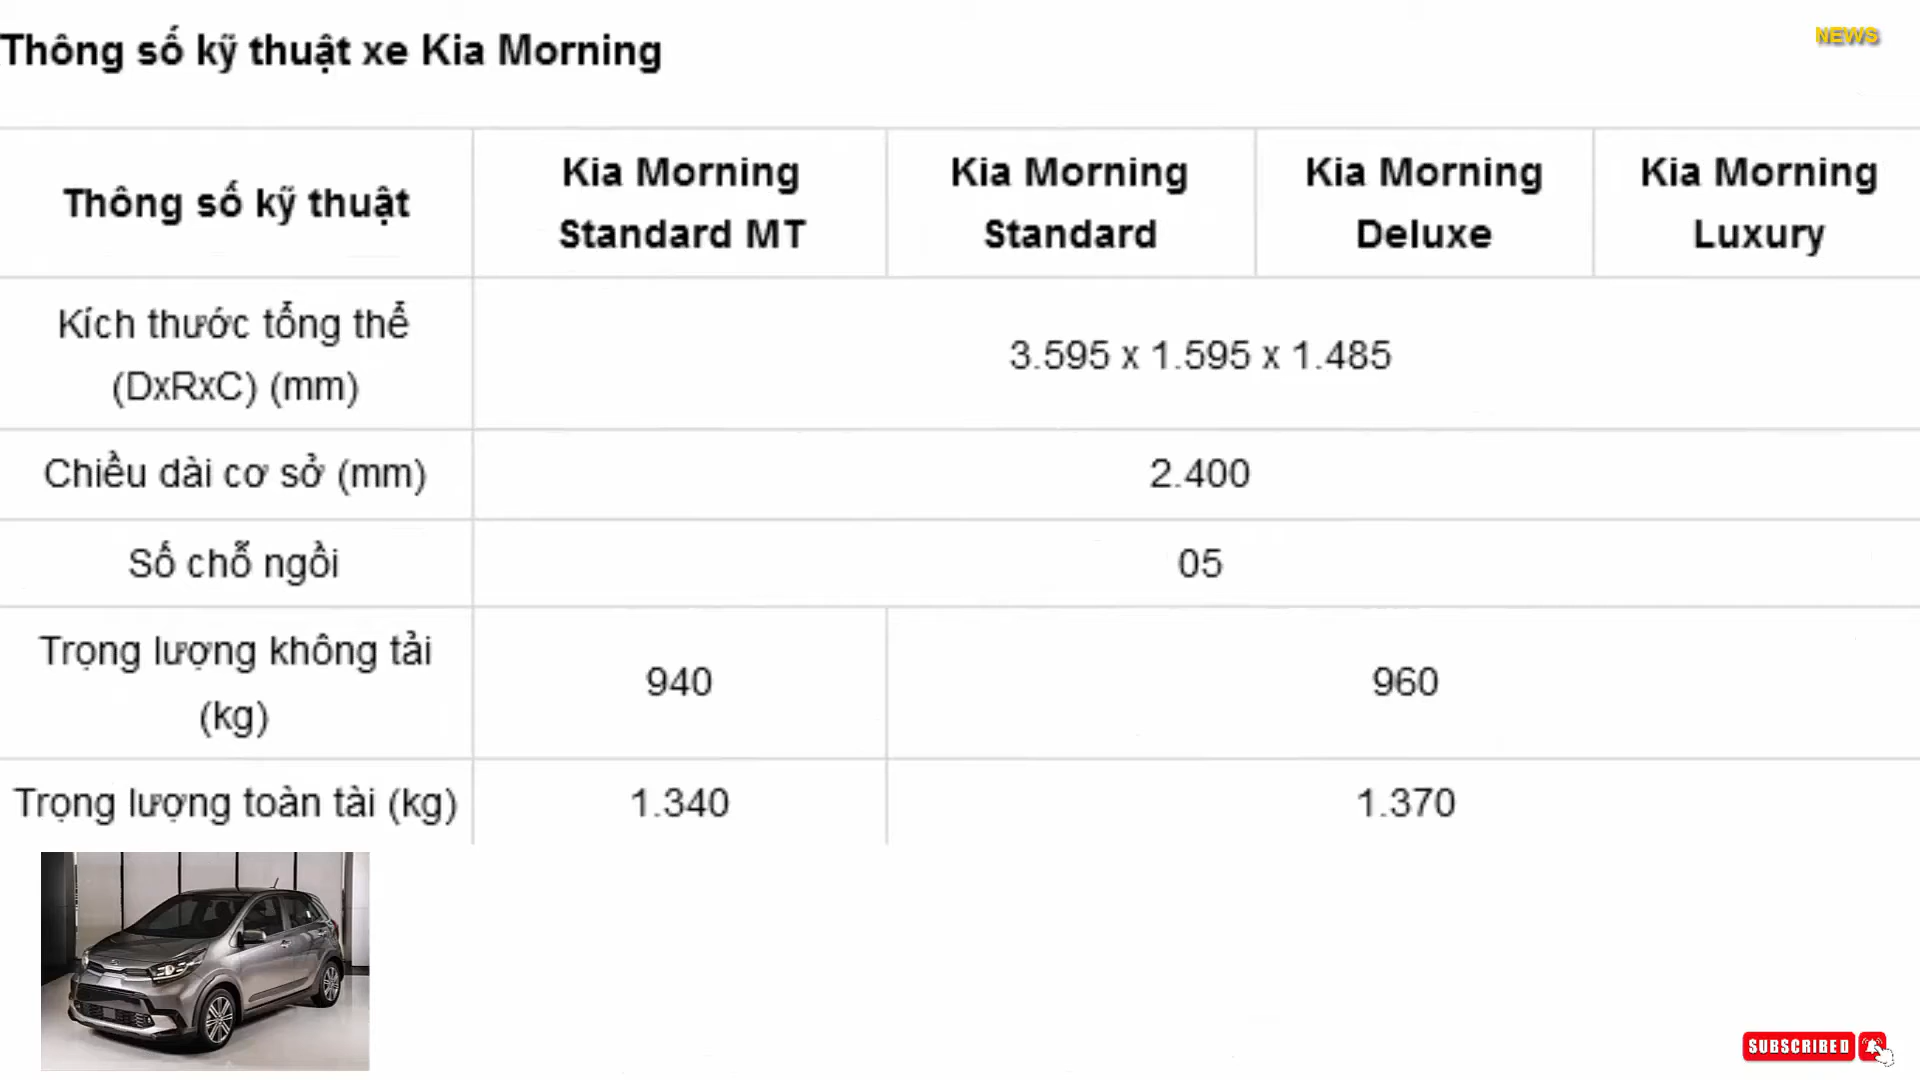 Thông số kỹ thuật xe Kia Morning
NEWS
Thông số kỹ thuật
Kia Morning
Standard MT
Kia Morning
Standard
Kia Morning
Deluxe
Kia Morning
Luxury
Kích thước tổng thể
(DxRxC) (mm)
3.595 x 1.595 x 1.485
Chiều dài cơ sở (mm)
2.400
Số chỗ ngồi
05
Trọng lượng không tải
(kg)
940
960
Trọng lượng toàn tài (kg)
1.340
1.370
SUBSCRIBED